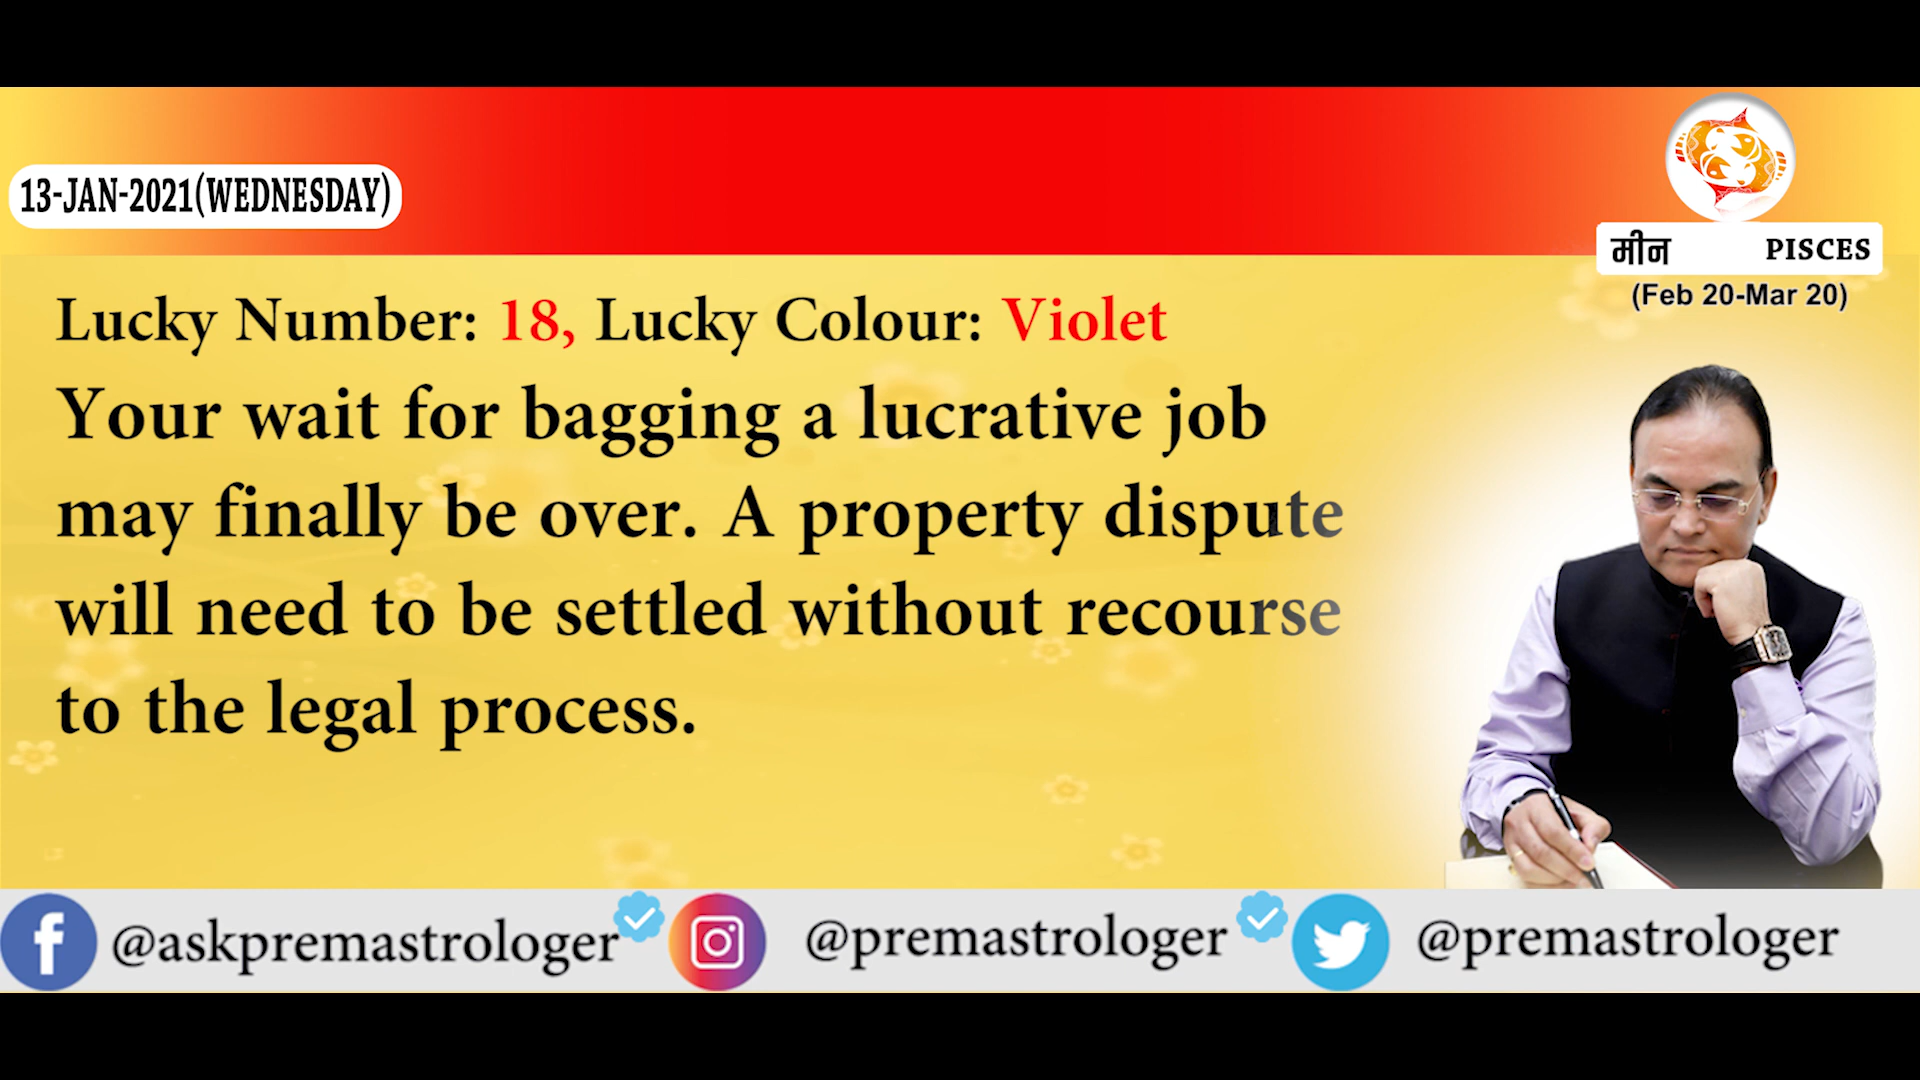 13-JAN-2021(WEDNESDAY)
मीन PISCES
(Feb 20-Mar 20)
Lucky Number: 18, Lucky Colour: Violet
Your wait for bagging a lucrative job
may finally be over. A property dispute
will need to be settled without recourse
to the legal process.
@askpremastrologer @premastrologer @premastrologer